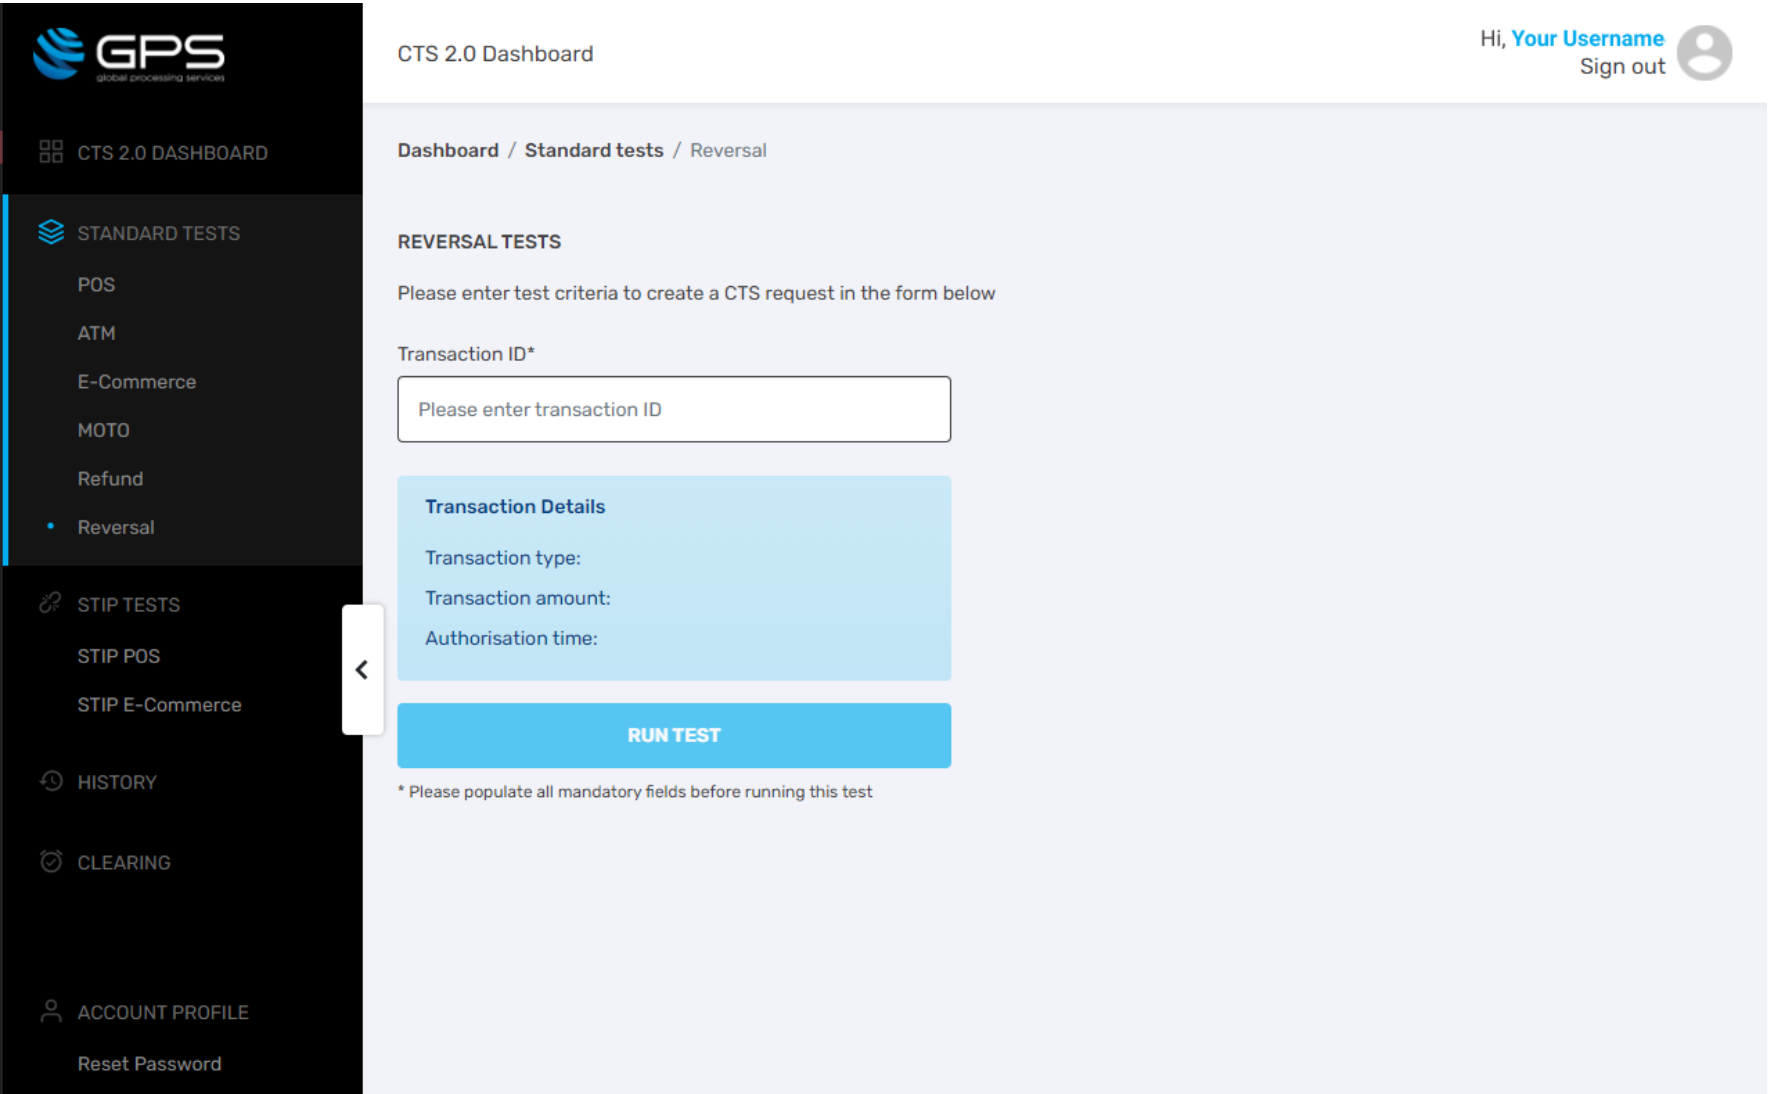 GPS
global processing services
CTS 2.0 DASHBOARD
STANDARD TESTS
POS
ATM
E-Commerce
MOTO
Refund
Reversal
STIP TESTS
STIP POS
STIP E-Commerce
HISTORY
CLEARING
ACCOUNT PROFILE
Reset Password
CTS 2.0 Dashboard
Hi, Your Username
Sign out
Dashboard / Standard tests / Reversal
REVERSAL TESTS
Please enter test criteria to create a CTS request in the form below
Transaction ID*
Please enter transaction ID
Transaction Details
Transaction type:
Transaction amount:
Authorisation time:
RUN TEST
* Please populate all mandatory fields before running this test